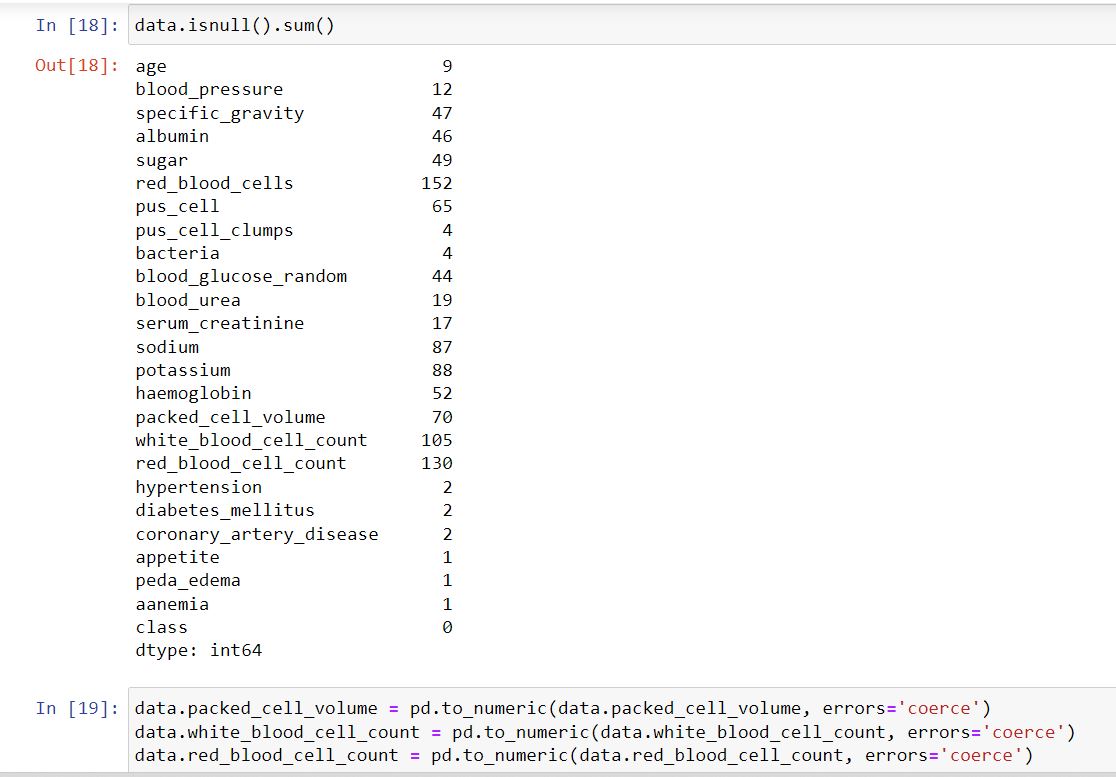 In [18]: data.isnull().sum()
Out[18]: age 9
blood_pressure 12
specific_gravity 47
albumin 46
sugar 49
red_blood_cells 152
pus_cell 65
pus_cell_clumps 4
bacteria 4
blood_glucose_random 44
blood_urea 19
serum_creatinine 17
sodium 87
potassium 88
haemoglobin 52
packed_cell_volume 70
white_blood_cell_count 105
red_blood_cell_count 130
hypertension 2
diabetes_mellitus 2
coronary_artery_disease 2
appetite 1
peda_edema 1
aanemia 1
class 0
dtype: int64
In [19]: data.packed_cell_volume = pd.to_numeric(data.packed_cell_volume, errors='coerce')
data.white_blood_cell_count = pd.to_numeric(data.white_blood_cell_count, errors='coerce')
data.red_blood_cell_count = pd.to_numeric(data.red_blood_cell_count, errors='coerce')